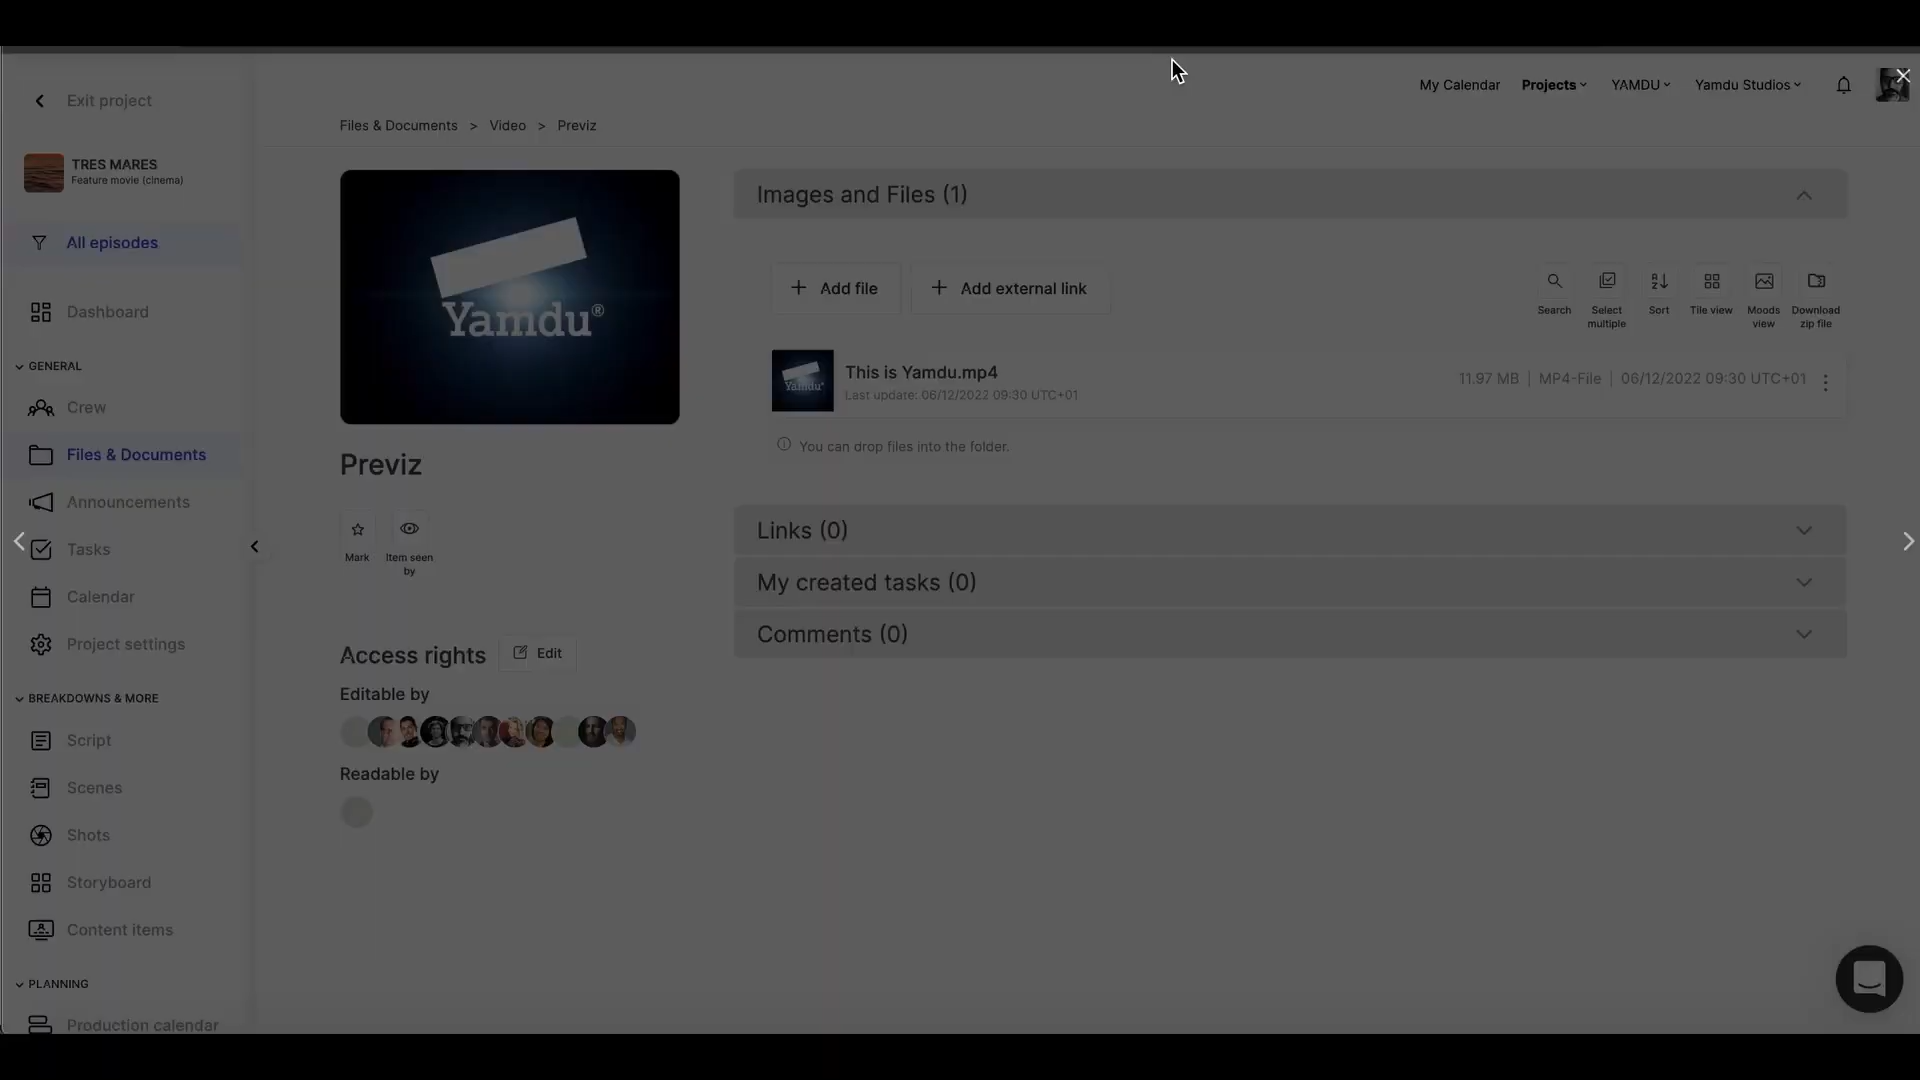 My Calendar Projects YAMDU Yamdu Studios
Exit project
Files & Documents > Video > Previz
TRES MARES
Feature movie (cinema)
All episodes
Dashboard
GENERAL
Crew
Files & Documents
Announcements
Tasks
Calendar
Project settings
BREAKDOWNS & MORE
Script
Scenes
Shots
Storyboard
Content items
PLANNING
Production calendar
Yamdu®
Previz
Mark
Item seen
by
Access rights
Edit
Editable by
Readable by
Images and Files (1)
+ Add file
+ Add external link
Search
Select
multiple
Sort
Tile view
Moods
view
Download
zip file
Yamdu®
This is Yamdu.mp4
Last update: 06/12/2022 09:30 UTC+01
11.97 MB | MP4-File | 06/12/2022 09:30 UTC+01
You can drop files into the folder.
Links (0)
My created tasks (0)
Comments (0)